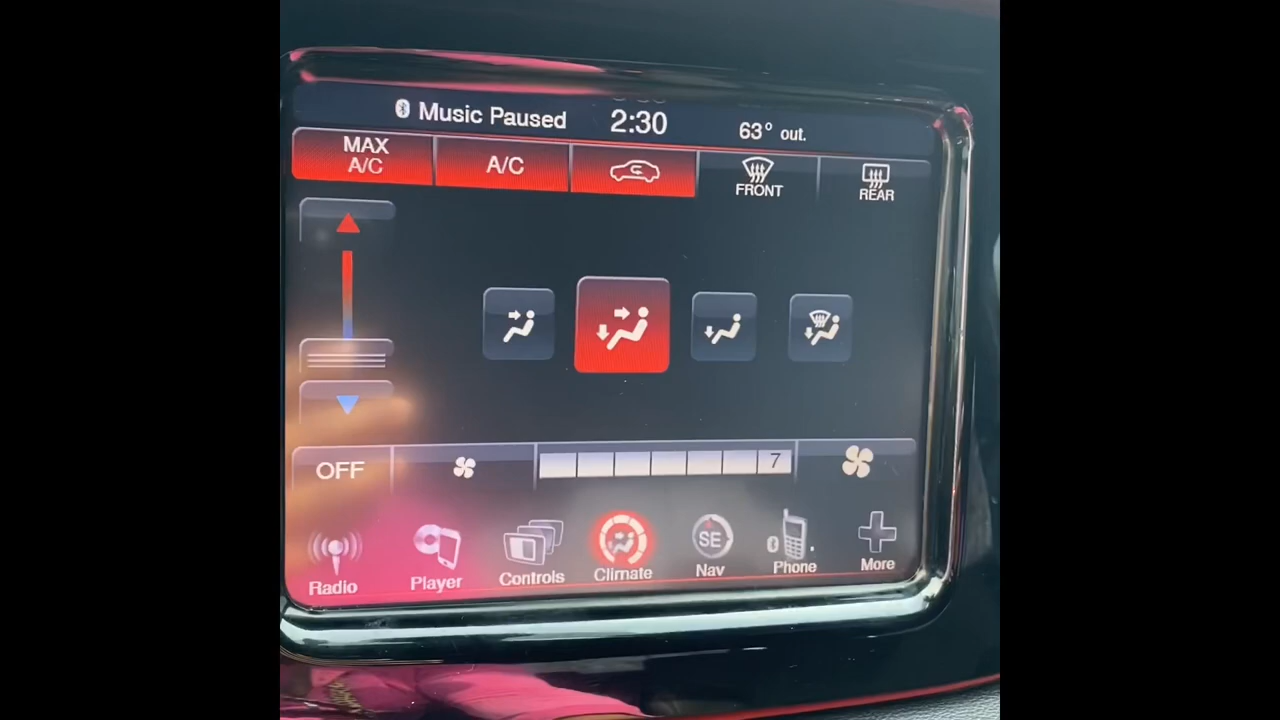 Music Paused
2:30
63° out.
MAX
A/C
A/C
FRONT
REAR
OFF
7
SE
Radio
Player
Controls
Climate
Nav
Phone
More